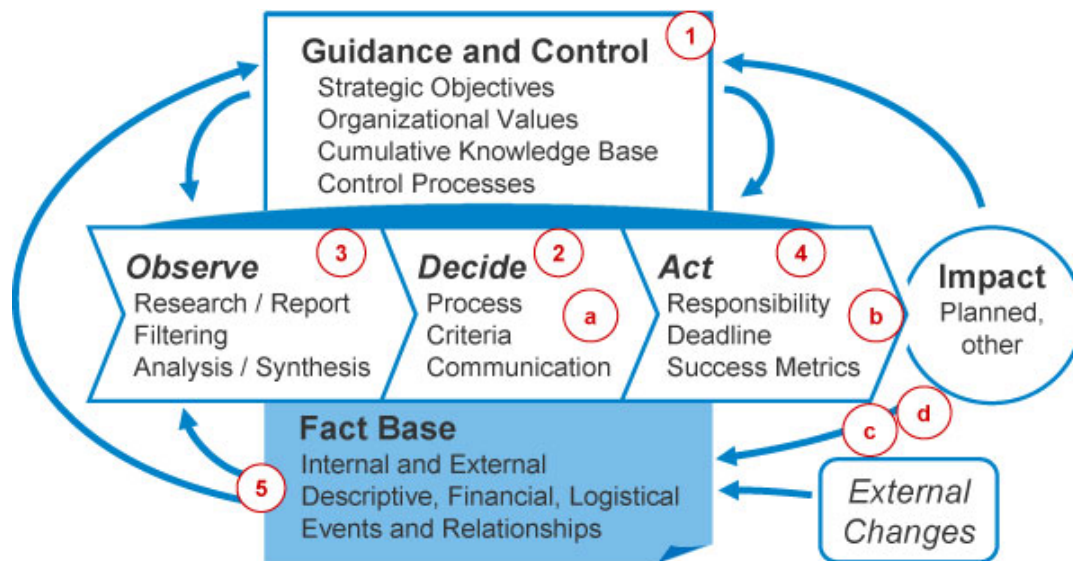 1
Guidance and Control
Strategic Objectives
Organizational Values
Cumulative Knowledge Base
Control Processes
3
Observe
Research / Report
Filtering
Analysis / Synthesis
2
Decide
a
Process
Criteria
Communication
4
Act
b
Responsibility
Deadline
Success Metrics
Impact
Planned,
other
5
Fact Base
Internal and External
Descriptive, Financial, Logistical
Events and Relationships
c
d
External
Changes